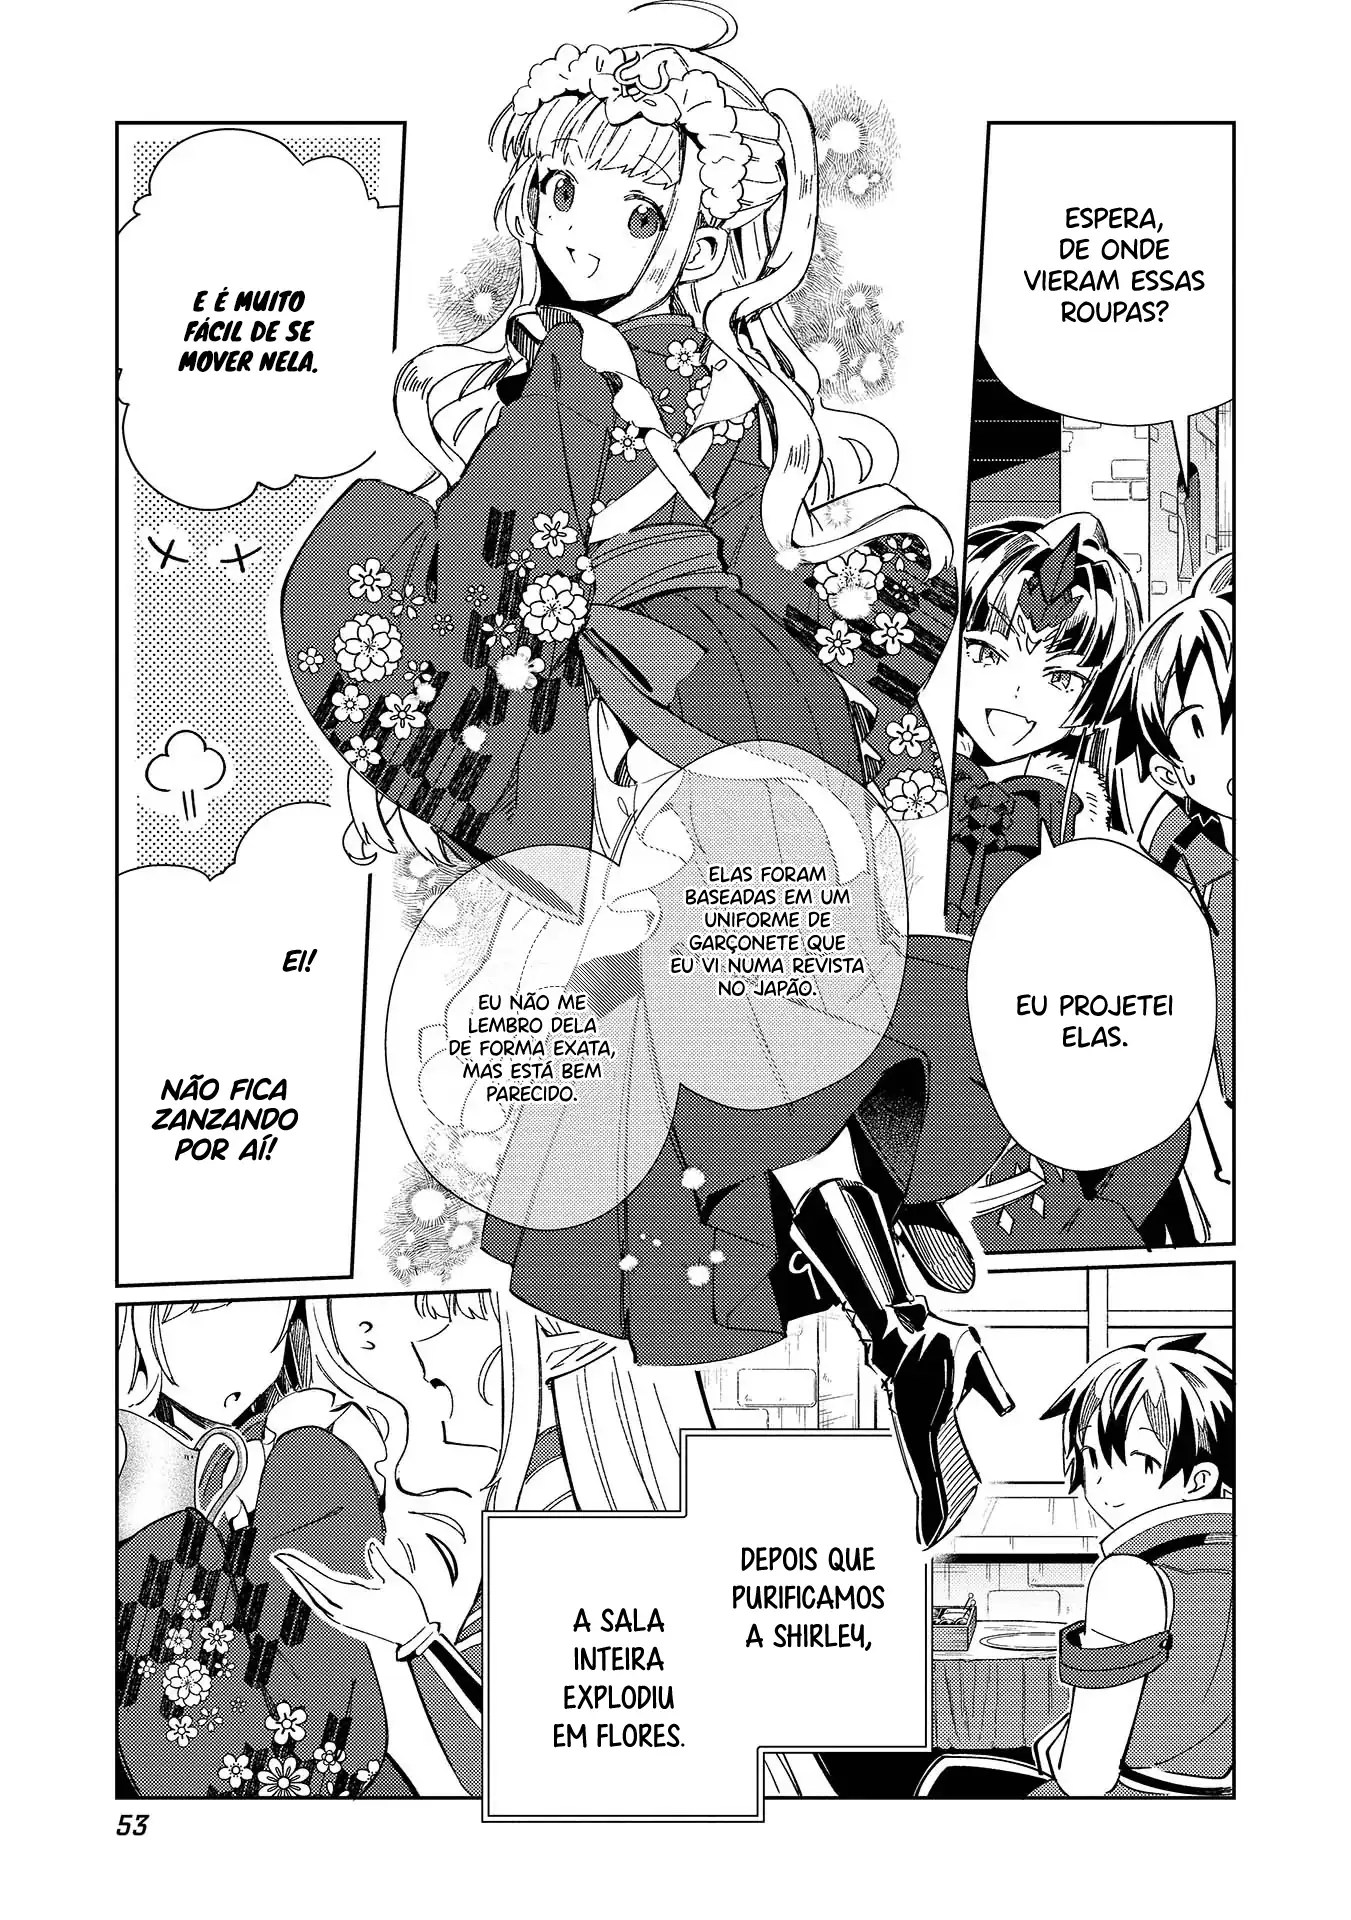 ESPERA,
DE ONDE
VIERAM ESSAS
ROUPAS?
EU PROJETEI
ELAS.
ELAS FORAM
BASEADAS EM UM
UNIFORME DE
GARÇONETE QUE
EU VI NUMA REVISTA
NO JAPÃO.
EU NÃO ME
LEMBRO DELA
DE FORMA EXATA,
MAS ESTÁ BEM
PARECIDO.
E É MUITO
FÁCIL DE SE
MOVER NELA.
EI!
NÃO FICA
ZANZANDO
POR AÍ!
DEPOIS QUE
PURIFICAMOS
A SHIRLEY,
A SALA
INTEIRA
EXPLODIU
EM FLORES.
53